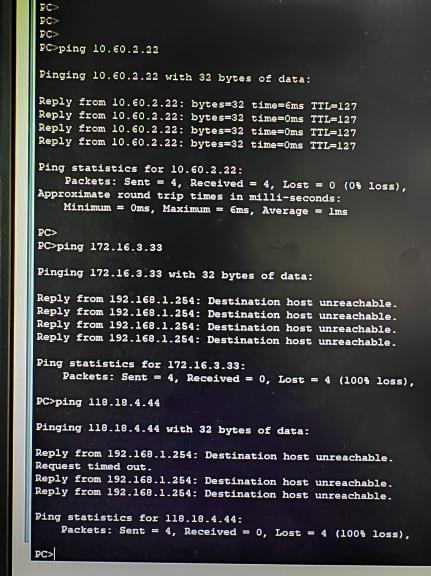 PC>
PC>
PC>
PC>ping 10.60.2.22
Pinging 10.60.2.22 with 32 bytes of data:
Reply from 10.60.2.22: bytes=32 time=6ms TTL=127
Reply from 10.60.2.22: bytes=32 time=0ms TTL=127
Reply from 10.60.2.22: bytes=32 time=0ms TTL=127
Reply from 10.60.2.22: bytes=32 time=0ms TTL=127
Ping statistics for 10.60.2.22:
Packets: Sent = 4, Received = 4, Lost = 0 (0% loss),
Approximate round trip times in milli-seconds:
Minimum = 0ms, Maximum = 6ms, Average = 1ms
PC>
PC>ping 172.16.3.33
Pinging 172.16.3.33 with 32 bytes of data:
Reply from 192.168.1.254: Destination host unreachable.
Reply from 192.168.1.254: Destination host unreachable.
Reply from 192.168.1.254: Destination host unreachable.
Reply from 192.168.1.254: Destination host unreachable.
Ping statistics for 172.16.3.33:
Packets: Sent = 4, Received = 0, Lost = 4 (100% loss),
PC>ping 118.18.4.44
Pinging 118.18.4.44 with 32 bytes of data:
Reply from 192.168.1.254: Destination host unreachable.
Request timed out.
Reply from 192.168.1.254: Destination host unreachable.
Reply from 192.168.1.254: Destination host unreachable.
Ping statistics for 118.18.4.44:
Packets: Sent = 4, Received = 0, Lost = 4 (100% loss),
PC>